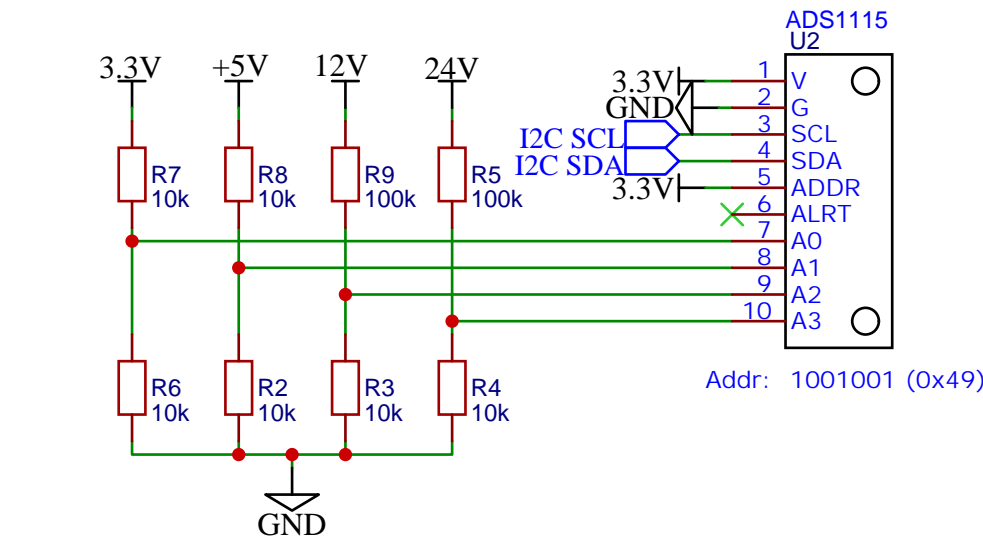 ADS1115
U2
3.3V
+5V
12V
24V
3.3V 1 V
GND 2 G
I2C SCL 3 SCL
I2C SDA 4 SDA
3.3V 5 ADDR
6 ALRT
7 A0
8 A1
9 A2
10 A3
R7
10k
R8
10k
R9
100k
R5
100k
R6
10k
R2
10k
R3
10k
R4
10k
Addr: 1001001 (0x49)
GND